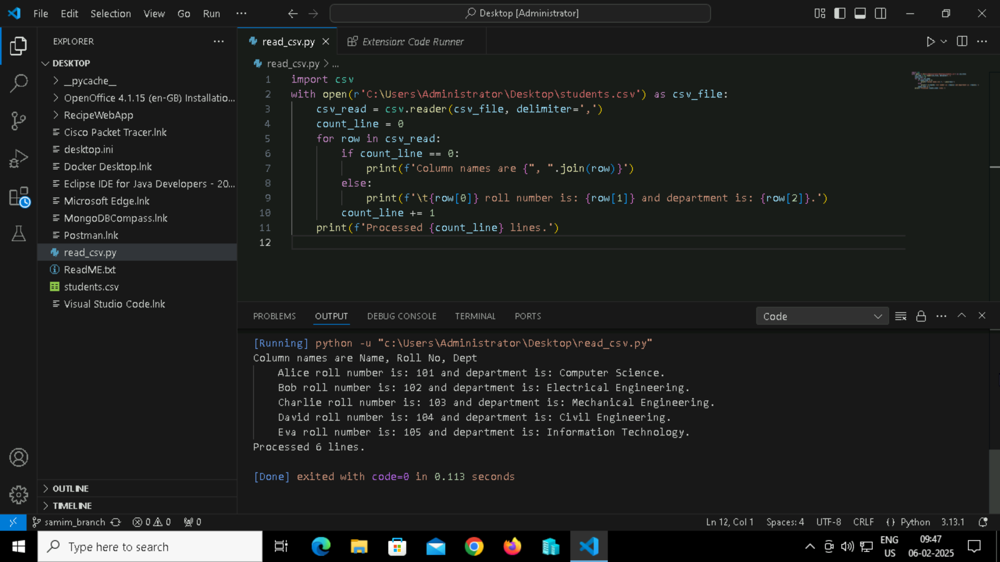 File Edit Selection View Go Run ···
Desktop [Administrator]
EXPLORER
DESKTOP
__pycache__
OpenOffice 4.1.15 (en-GB) Installatio...
RecipeWebApp
Cisco Packet Tracer.lnk
desktop.ini
Docker Desktop.lnk
Eclipse IDE for Java Developers - 20...
Microsoft Edge.lnk
MongoDBCompass.lnk
Postman.lnk
read_csv.py
ReadME.txt
students.csv
Visual Studio Code.lnk
OUTLINE
TIMELINE
read_csv.py
Extension: Code Runner
read_csv.py > ...
1 import csv
2 with open(r'C:\Users\Administrator\Desktop\students.csv') as csv_file:
3     csv_read = csv.reader(csv_file, delimiter=',')
4     count_line = 0
5     for row in csv_read:
6         if count_line == 0:
7             print(f'Column names are {", ".join(row)}')
8         else:
9             print(f'\t{row[0]} roll number is: {row[1]} and department is: {row[2]}.')
10         count_line += 1
11     print(f'Processed {count_line} lines.')
12
PROBLEMS OUTPUT DEBUG CONSOLE TERMINAL PORTS
Code
[Running] python -u "c:\Users\Administrator\Desktop\read_csv.py"
Column names are Name, Roll No, Dept
    Alice roll number is: 101 and department is: Computer Science.
    Bob roll number is: 102 and department is: Electrical Engineering.
    Charlie roll number is: 103 and department is: Mechanical Engineering.
    David roll number is: 104 and department is: Civil Engineering.
    Eva roll number is: 105 and department is: Information Technology.
Processed 6 lines.
[Done] exited with code=0 in 0.113 seconds
samim_branch 0 0 0
Ln 12, Col 1 Spaces: 4 UTF-8 CRLF {} Python 3.13.1
Type here to search
ENG
US
09:47
06-02-2025